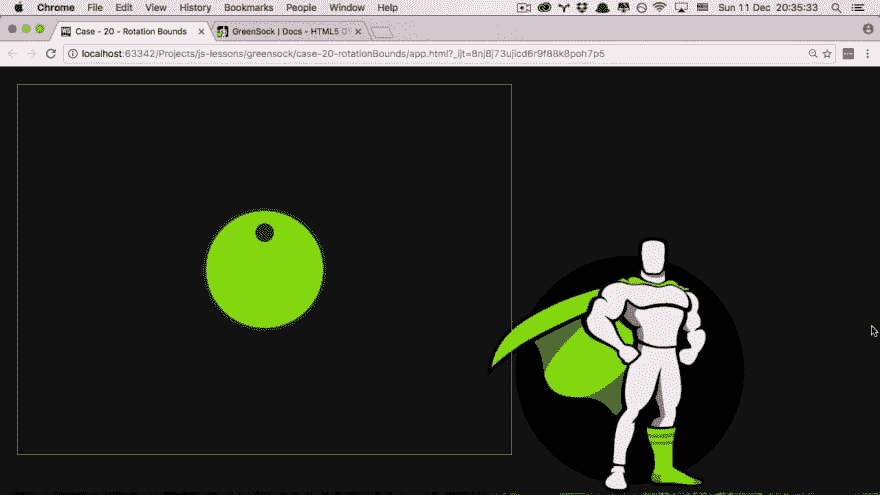 Chrome File Edit View History Bookmarks People Window Help Sun 11 Dec 20:35:33
Case - 20 - Rotation Bounds GreenSock | Docs - HTML5
localhost:63342/Projects/js-lessons/greensock/case-20-rotationBounds/app.html?_ijt=8nj8j73ujicd6r9f88k8poh7p5